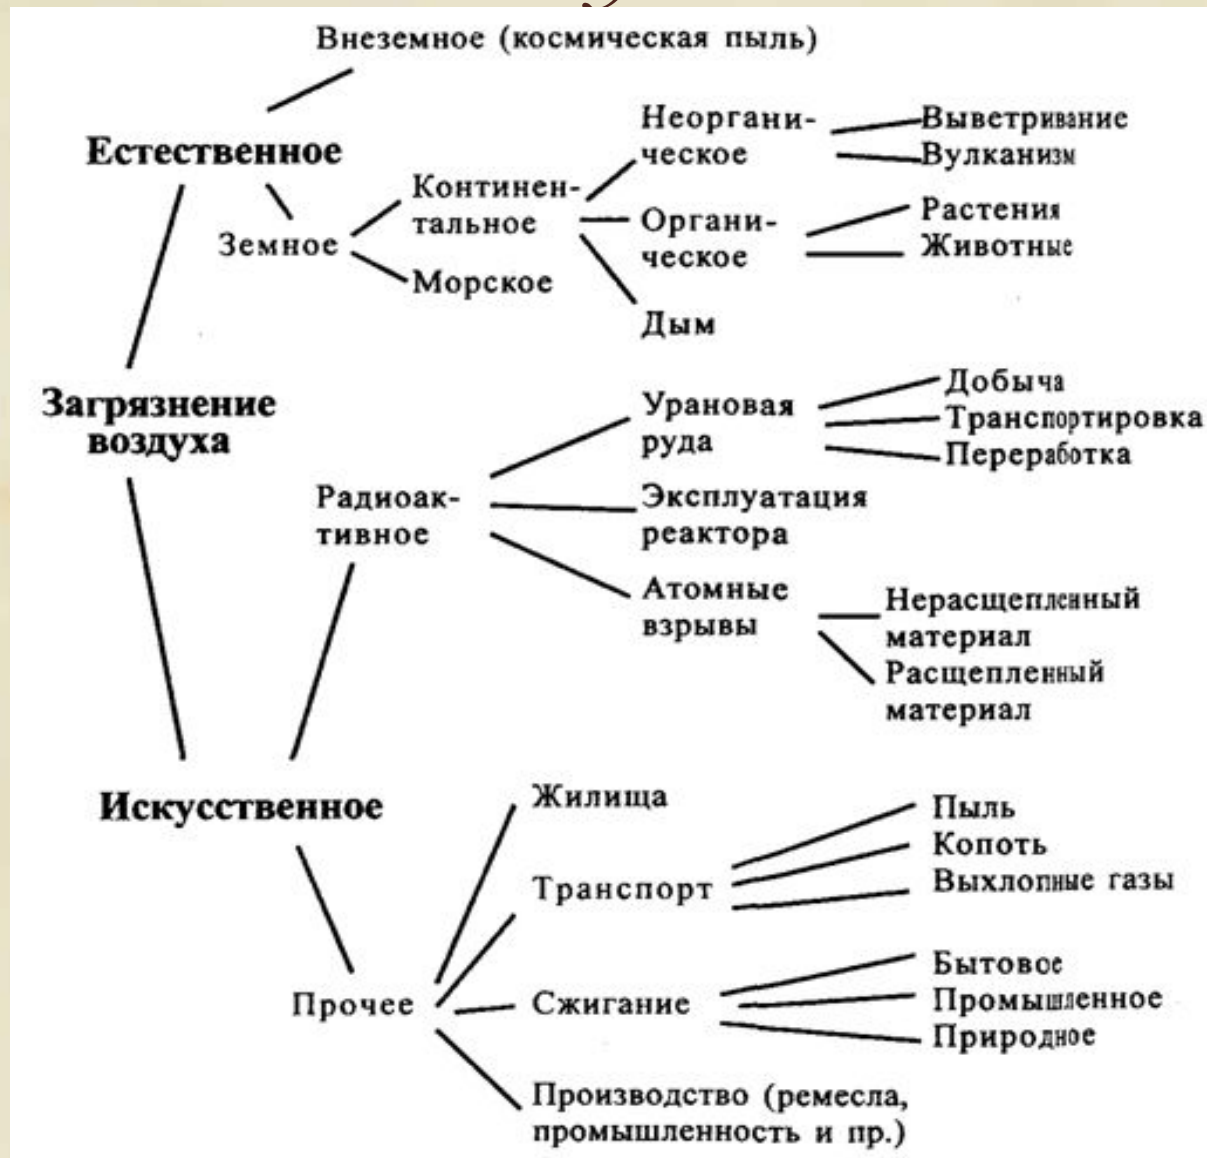 Внеземное (космическая пыль)
Естественное
Земное
Континен-
тальное
Морское
Неоргани-
ческое
Выветривание
Вулканизм
Органи-
ческое
Растения
Животные
Дым
Загрязнение
воздуха
Радиоак-
тивное
Урановая
руда
Добыча
Транспортировка
Переработка
Эксплуатация
реактора
Атомные
взрывы
Нерасщепленный
материал
Расщепленный
материал
Искусственное
Прочее
Жилища
Транспорт
Пыль
Копоть
Выхлопные газы
Сжигание
Бытовое
Промышленное
Природное
Производство (ремесла,
промышленность и пр.)